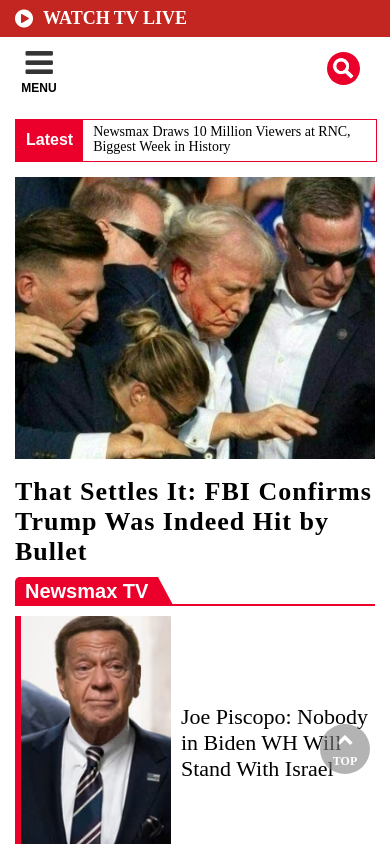 WATCH TV LIVE
MENU
Latest
Newsmax Draws 10 Million Viewers at RNC,
Biggest Week in History
That Settles It: FBI Confirms
Trump Was Indeed Hit by
Bullet
Newsmax TV
Joe Piscopo: Nobody
in Biden WH Will
Stand With Israel
TOP